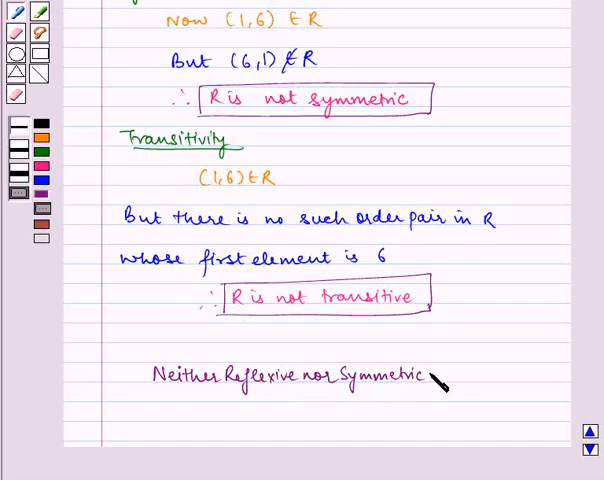 Now (1,6) ∈ R
But (6,1) ∉ R
∴ R is not symmetric
Transitivity
(1,6) ∈ R
But there is no such order pair in R
whose first element is 6
∴ R is not transitive
Neither Reflexive nor Symmetric